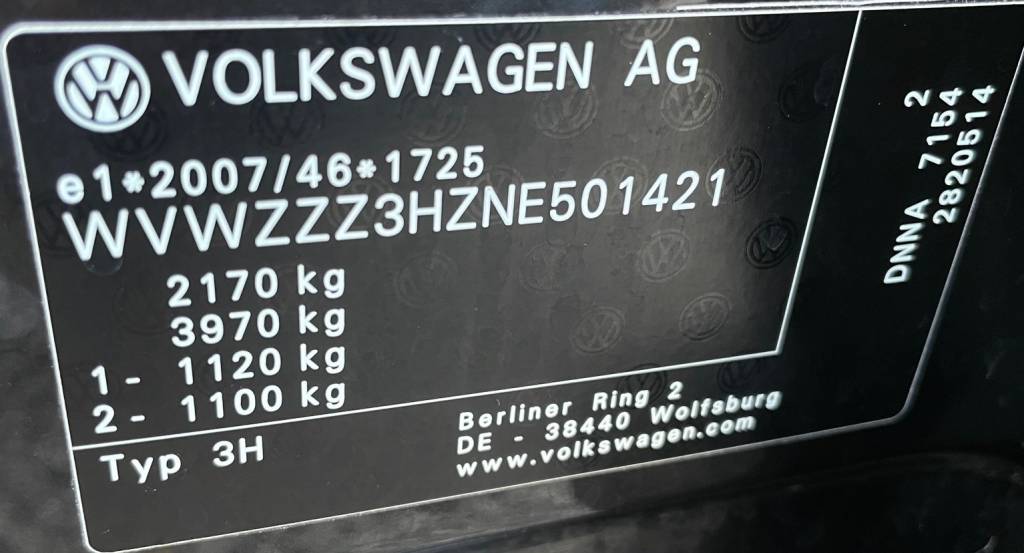 VOLKSWAGEN AG
e1*2007/46*1725
WVWZZZ3HZNE501421
2170 kg
3970 kg
1- 1120 kg
2- 1100 kg
Typ 3H
Berliner Ring 2
DE - 38440 Wolfsburg
www.volkswagen.com
2
DNNA 7154
2820514